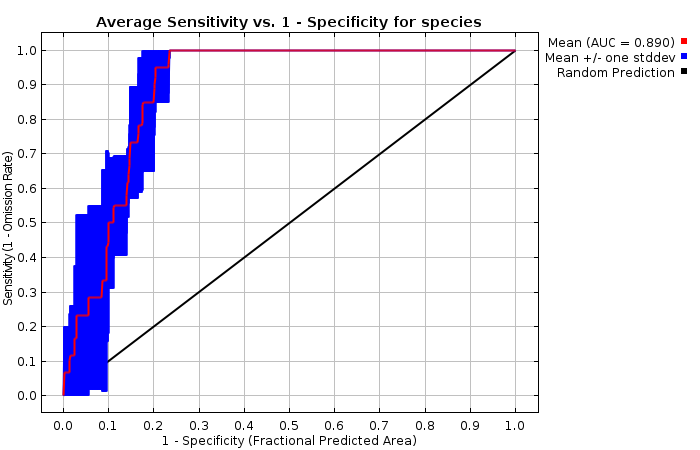 Average Sensitivity vs. 1 - Specificity for species
Mean (AUC = 0.890)
Mean +/- one stddev
Random Prediction
Sensitivity (1 - Omission Rate)
1.0
0.9
0.8
0.7
0.6
0.5
0.4
0.3
0.2
0.1
0.0
0.0 0.1 0.2 0.3 0.4 0.5 0.6 0.7 0.8 0.9 1.0
1 - Specificity (Fractional Predicted Area)